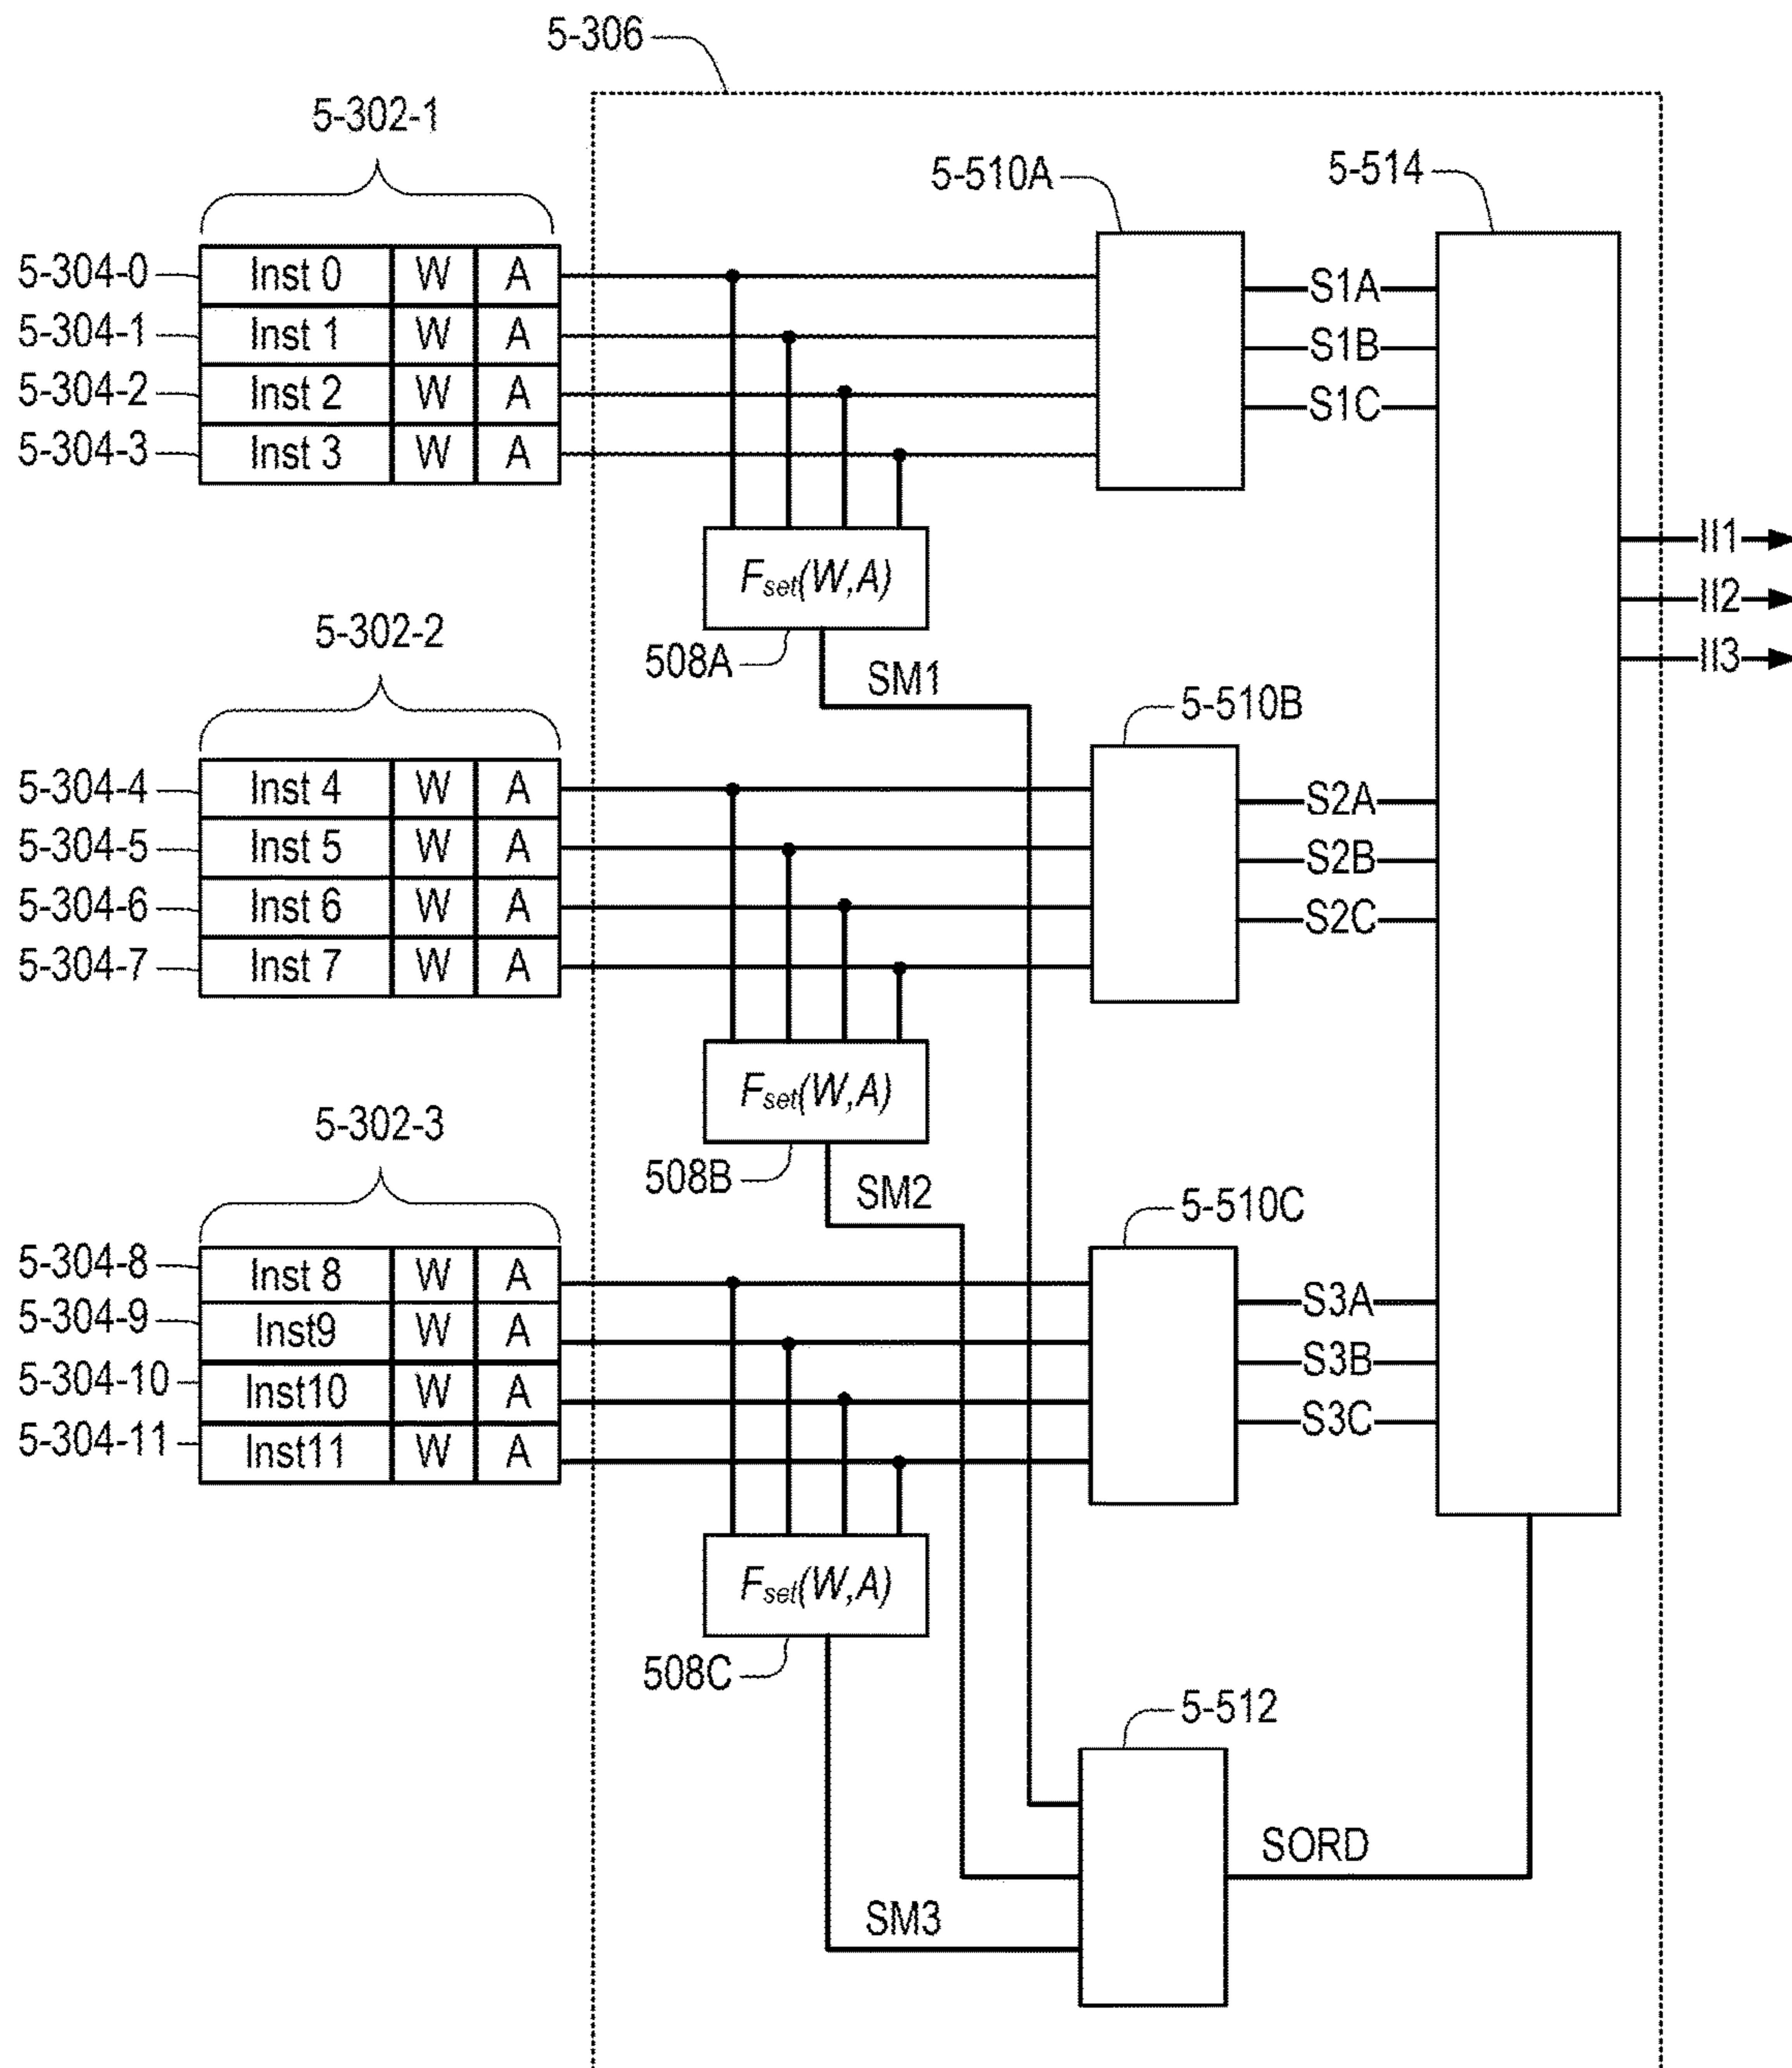 5-306
5-302-1
5-510A
5-514
5-304-0 Inst 0 W A S1A
5-304-1 Inst 1 W A S1B
5-304-2 Inst 2 W A S1C
5-304-3 Inst 3 W A
Fset(W,A)
II1
II2
II3
508A
SM1
5-302-2
5-510B
5-304-4 Inst 4 W A S2A
5-304-5 Inst 5 W A S2B
5-304-6 Inst 6 W A S2C
5-304-7 Inst 7 W A
Fset(W,A)
508B
SM2
5-302-3
5-510C
5-304-8 Inst 8 W A S3A
5-304-9 Inst9 W A S3B
5-304-10 Inst10 W A S3C
5-304-11 Inst11 W A
Fset(W,A)
508C
5-512
SORD
SM3